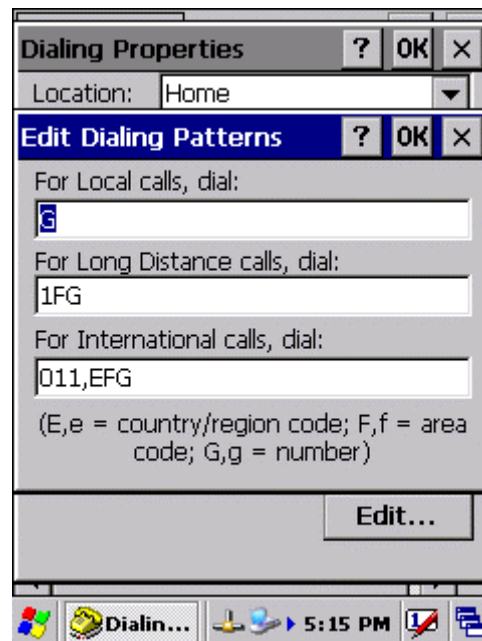 Dialing Properties ? OK ×
Location: Home
Edit Dialing Patterns ? OK ×
For Local calls, dial:
G
For Long Distance calls, dial:
1FG
For International calls, dial:
011,EFG
(E,e = country/region code; F,f = area
code; G,g = number)
Edit...
Dialin... 5:15 PM